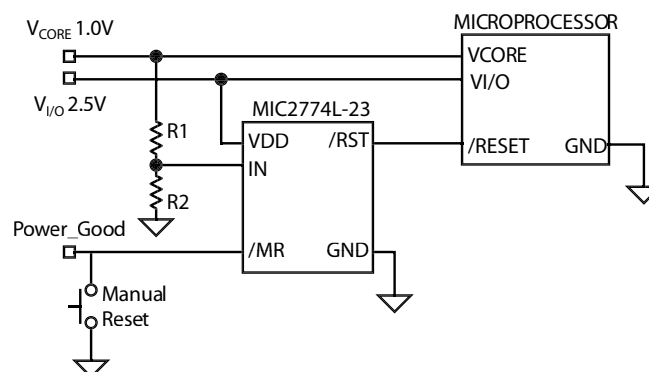 MICROPROCESSOR
VCORE 1.0V
VCORE
VI/O 2.5V
VI/O
MIC2774L-23
R1
VDD
/RST
/RESET
GND
IN
R2
Power_Good
/MR
GND
Manual
Reset